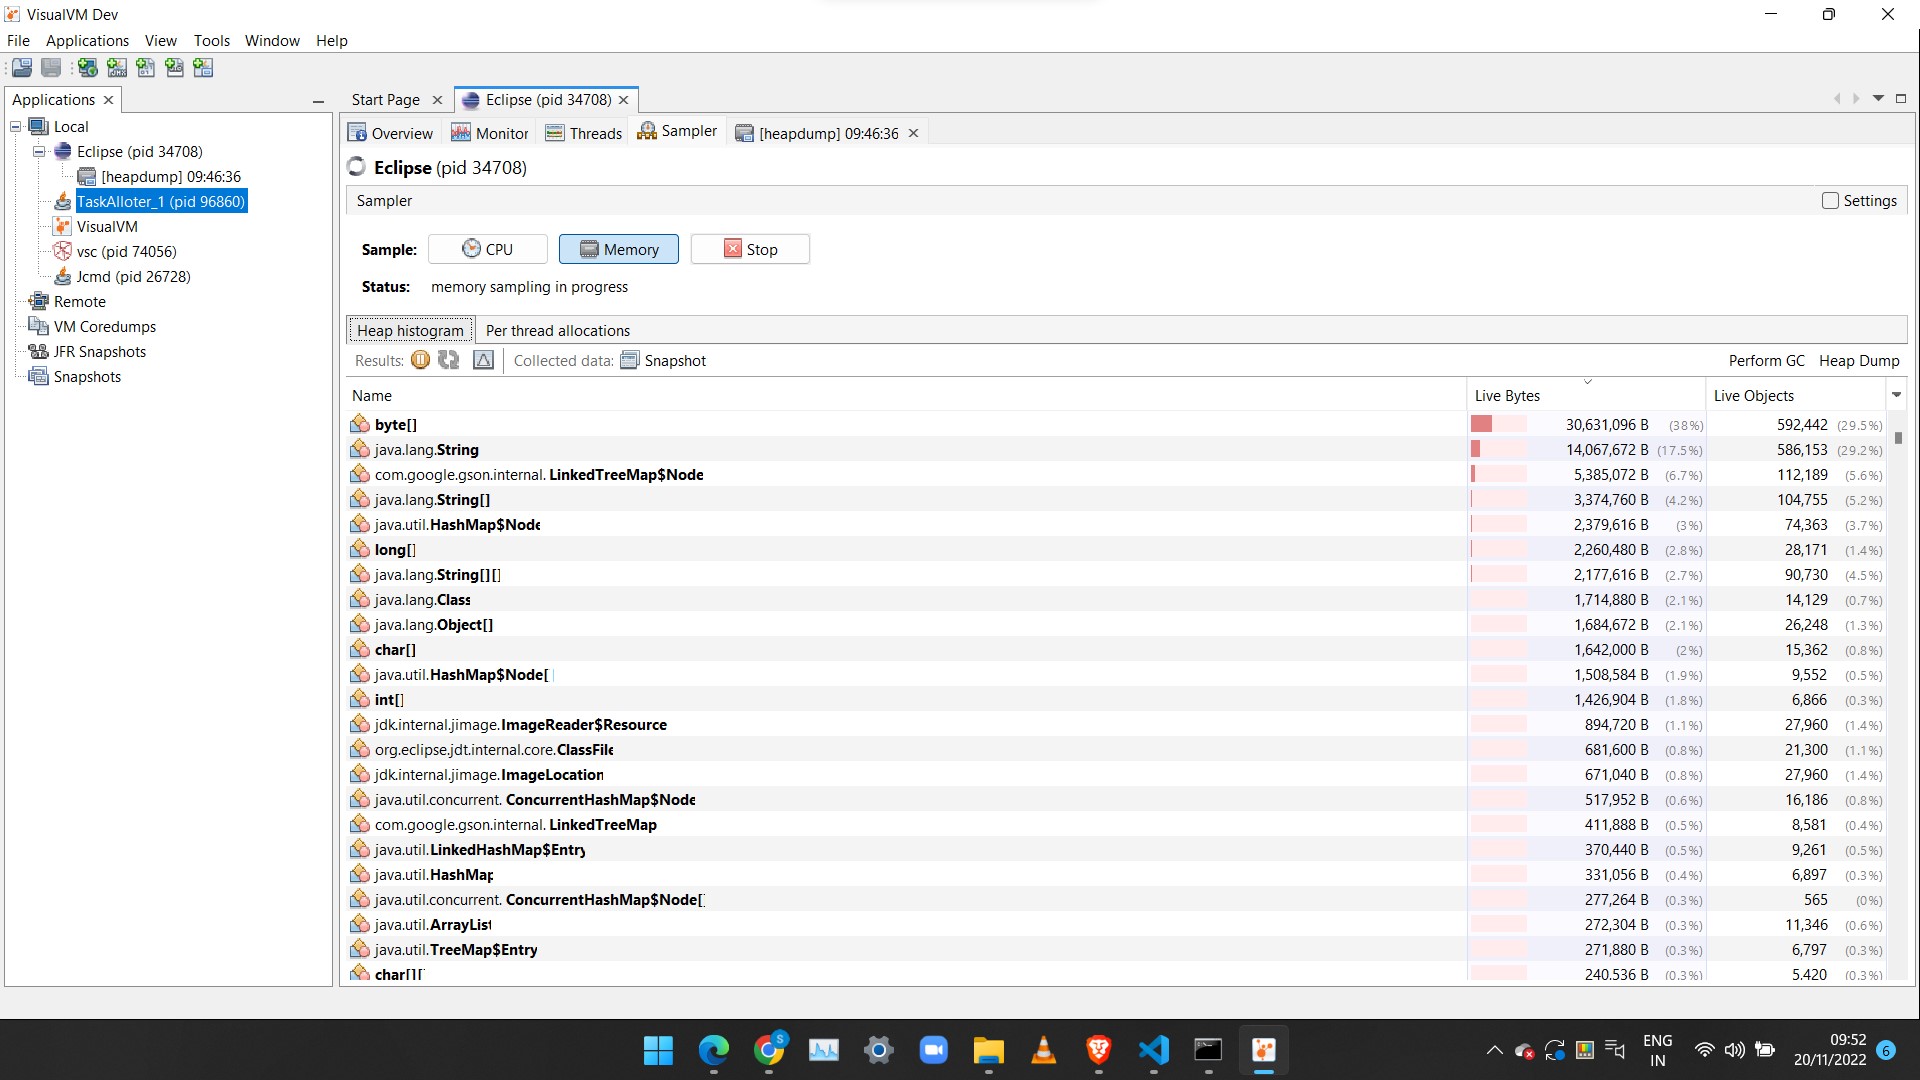 VisualVM Dev
File Applications View Tools Window Help
Applications
Start Page Eclipse (pid 34708)
Local
Eclipse (pid 34708)
[heapdump] 09:46:36
TaskAlloter_1 (pid 96860)
VisualVM
vsc (pid 74056)
Jcmd (pid 26728)
Remote
VM Coredumps
JFR Snapshots
Snapshots
Overview Monitor Threads Sampler [heapdump] 09:46:36
Eclipse (pid 34708)
Sampler Settings
Sample: CPU Memory Stop
Status: memory sampling in progress
Heap histogram Per thread allocations
Results: Collected data: Snapshot Perform GC Heap Dump
Name Live Bytes Live Objects
byte[] 30,631,096 B (38%) 592,442 (29.5%)
java.lang.String 14,067,672 B (17.5%) 586,153 (29.2%)
com.google.gson.internal.LinkedTreeMap$Node 5,385,072 B (6.7%) 112,189 (5.6%)
java.lang.String[] 3,374,760 B (4.2%) 104,755 (5.2%)
java.util.HashMap$Node 2,379,616 B (3%) 74,363 (3.7%)
long[] 2,260,480 B (2.8%) 28,171 (1.4%)
java.lang.String[][] 2,177,616 B (2.7%) 90,730 (4.5%)
java.lang.Class 1,714,880 B (2.1%) 14,129 (0.7%)
java.lang.Object[] 1,684,672 B (2.1%) 26,248 (1.3%)
char[] 1,642,000 B (2%) 15,362 (0.8%)
java.util.HashMap$Node[ 1,508,584 B (1.9%) 9,552 (0.5%)
int[] 1,426,904 B (1.8%) 6,866 (0.3%)
jdk.internal.jimage.ImageReader$Resource 894,720 B (1.1%) 27,960 (1.4%)
org.eclipse.jdt.internal.core.ClassFile 681,600 B (0.8%) 21,300 (1.1%)
jdk.internal.jimage.ImageLocation 671,040 B (0.8%) 27,960 (1.4%)
java.util.concurrent.ConcurrentHashMap$Node 517,952 B (0.6%) 16,186 (0.8%)
com.google.gson.internal.LinkedTreeMap 411,888 B (0.5%) 8,581 (0.4%)
java.util.LinkedHashMap$Entry 370,440 B (0.5%) 9,261 (0.5%)
java.util.HashMap 331,056 B (0.4%) 6,897 (0.3%)
java.util.concurrent.ConcurrentHashMap$Node[] 277,264 B (0.3%) 565 (0%)
java.util.ArrayList 272,304 B (0.3%) 11,346 (0.6%)
java.util.TreeMap$Entry 271,880 B (0.3%) 6,797 (0.3%)
char[][] 240,536 B (0.3%) 5,420 (0.3%)
S
ENG
IN
09:52
20/11/2022
6